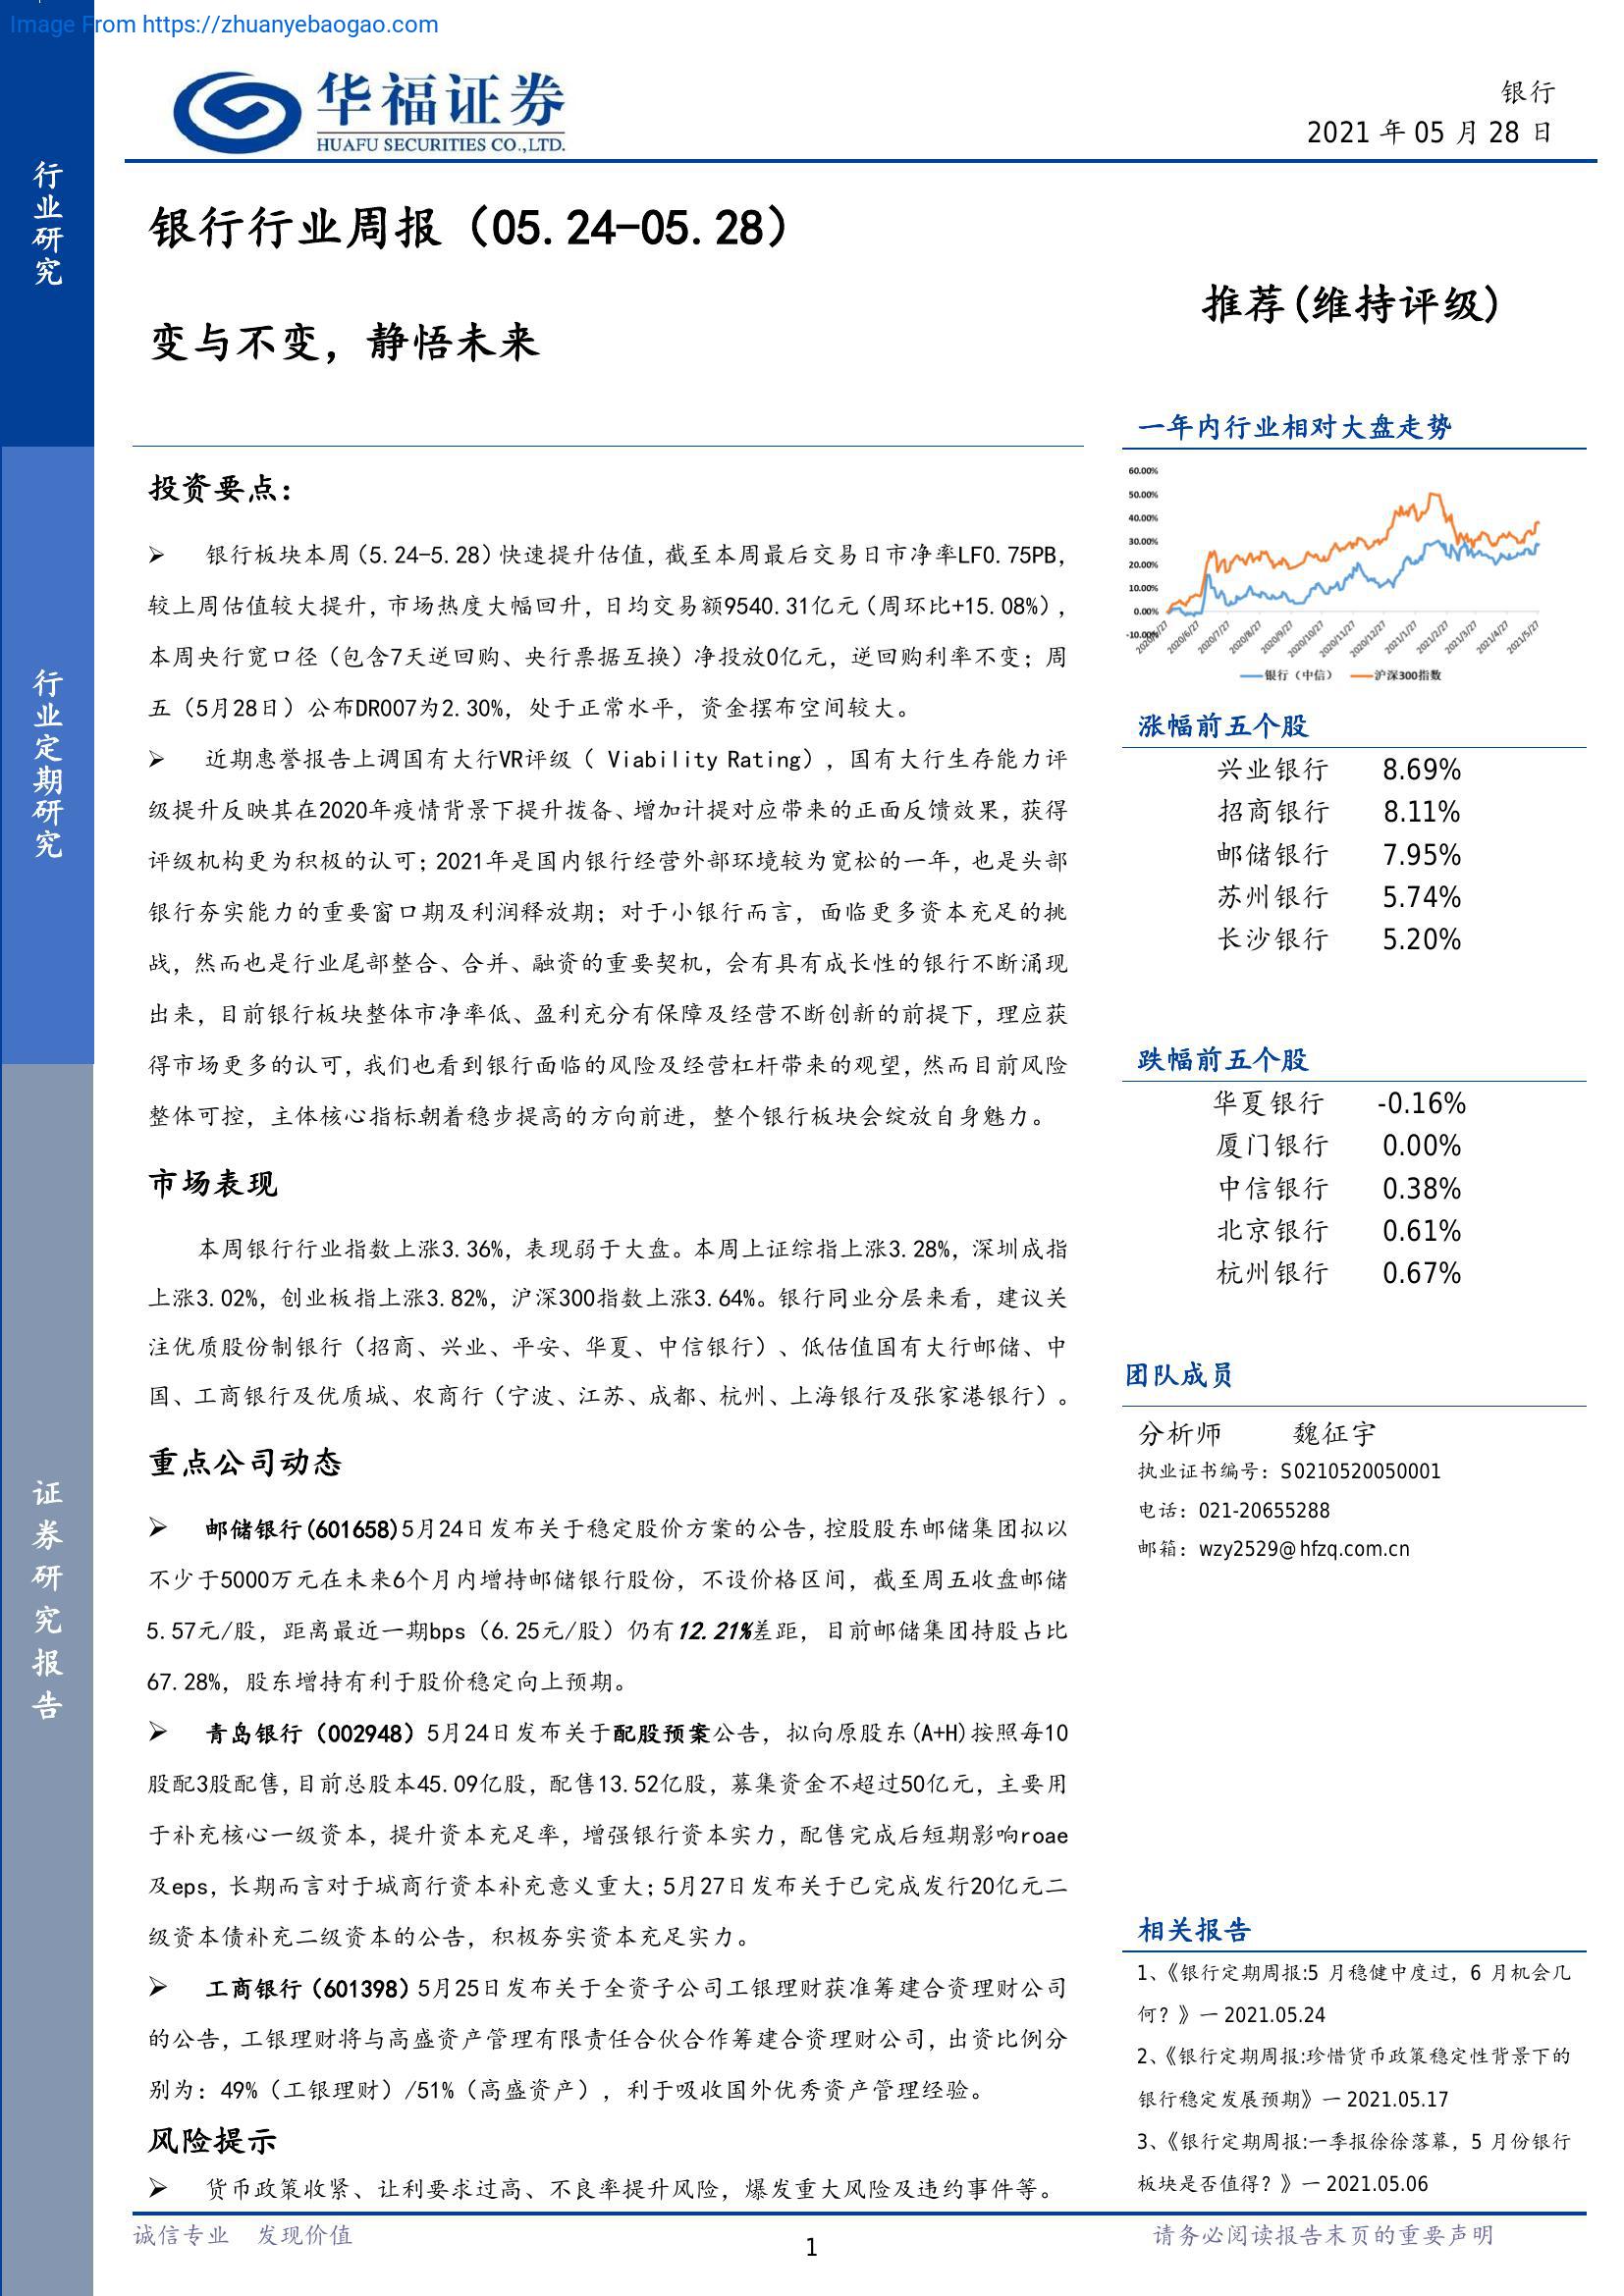 Image From https://zhuanyebaogao.com
华福证券
HUAFU SECURITIES CO.,LTD.
银行
2021 年 05 月 28 日
行业研究
行业定期研究
证券研究报告
银行行业周报（05.24-05.28）
变与不变，静悟未来
推荐(维持评级)
投资要点：
➢ 银行板块本周(5.24-5.28)快速提升估值，截至本周最后交易日市净率LF0.75PB，
较上周估值较大提升，市场热度大幅回升，日均交易额9540.31亿元（周环比+15.08%），
本周央行宽口径（包含7天逆回购、央行票据互换）净投放0亿元，逆回购利率不变；周
五（5月28日）公布DR007为2.30%，处于正常水平，资金摆布空间较大。
➢ 近期惠誉报告上调国有大行VR评级（ Viability Rating），国有大行生存能力评
级提升反映其在2020年疫情背景下提升拨备、增加计提对应带来的正面反馈效果，获得
评级机构更为积极的认可；2021年是国内银行经营外部环境较为宽松的一年，也是头部
银行夯实能力的重要窗口期及利润释放期；对于小银行而言，面临更多资本充足的挑
战，然而也是行业尾部整合、合并、融资的重要契机，会有具有成长性的银行不断涌现
出来，目前银行板块整体市净率低、盈利充分有保障及经营不断创新的前提下，理应获
得市场更多的认可，我们也看到银行面临的风险及经营杠杆带来的观望，然而目前风险
整体可控，主体核心指标朝着稳步提高的方向前进，整个银行板块会绽放自身魅力。
市场表现
本周银行行业指数上涨3.36%，表现弱于大盘。本周上证综指上涨3.28%，深圳成指
上涨3.02%，创业板指上涨3.82%，沪深300指数上涨3.64%。银行同业分层来看，建议关
注优质股份制银行（招商、兴业、平安、华夏、中信银行）、低估值国有大行邮储、中
国、工商银行及优质城、农商行（宁波、江苏、成都、杭州、上海银行及张家港银行）。
重点公司动态
➢ 邮储银行(601658)5月24日发布关于稳定股价方案的公告，控股股东邮储集团拟以
不少于5000万元在未来6个月内增持邮储银行股份，不设价格区间，截至周五收盘邮储
5.57元/股，距离最近一期bps（6.25元/股）仍有12.21%差距，目前邮储集团持股占比
67.28%，股东增持有利于股价稳定向上预期。
➢ 青岛银行（002948）5月24日发布关于配股预案公告，拟向原股东(A+H)按照每10
股配3股配售，目前总股本45.09亿股，配售13.52亿股，募集资金不超过50亿元，主要用
于补充核心一级资本，提升资本充足率，增强银行资本实力，配售完成后短期影响roae
及eps，长期而言对于城商行资本补充意义重大；5月27日发布关于已完成发行20亿元二
级资本债补充二级资本的公告，积极夯实资本充足实力。
➢ 工商银行（601398）5月25日发布关于全资子公司工银理财获准筹建合资理财公司
的公告，工银理财将与高盛资产管理有限责任合伙合作筹建合资理财公司，出资比例分
别为：49%（工银理财）/51%（高盛资产），利于吸收国外优秀资产管理经验。
风险提示
➢ 货币政策收紧、让利要求过高、不良率提升风险，爆发重大风险及违约事件等。
一年内行业相对大盘走势
60.00%
50.00%
40.00%
30.00%
20.00%
10.00%
0.00%
-10.00%
2020/5/27 2020/6/27 2020/7/27 2020/8/27 2020/9/27 2020/10/27 2020/11/27 2020/12/27 2021/1/27 2021/2/27 2021/3/27 2021/4/27 2021/5/27
银行（中信） 沪深300指数
涨幅前五个股
兴业银行 8.69%
招商银行 8.11%
邮储银行 7.95%
苏州银行 5.74%
长沙银行 5.20%
跌幅前五个股
华夏银行 -0.16%
厦门银行 0.00%
中信银行 0.38%
北京银行 0.61%
杭州银行 0.67%
团队成员
分析师 魏征宇
执业证书编号：S0210520050001
电话：021-20655288
邮箱：wzy2529@hfzq.com.cn
相关报告
1、《银行定期周报:5 月稳健中度过，6 月机会几
何？》一 2021.05.24
2、《银行定期周报:珍惜货币政策稳定性背景下的
银行稳定发展预期》一 2021.05.17
3、《银行定期周报:一季报徐徐落幕，5 月份银行
板块是否值得？》一 2021.05.06
诚信专业 发现价值
1
请务必阅读报告末页的重要声明